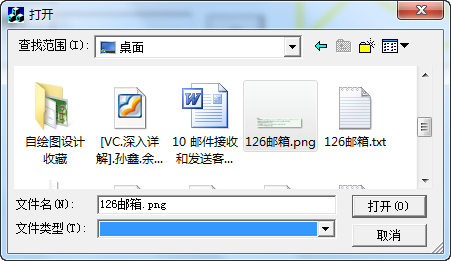 打开
查找范围(I):
桌面
自绘图设计
收藏
[VC.深入详
解].孙鑫.余...
10 邮件接收
和发送客...
126邮箱.png
126邮箱.txt
文件名(N):
126邮箱.png
打开(O)
文件类型(T):
取消